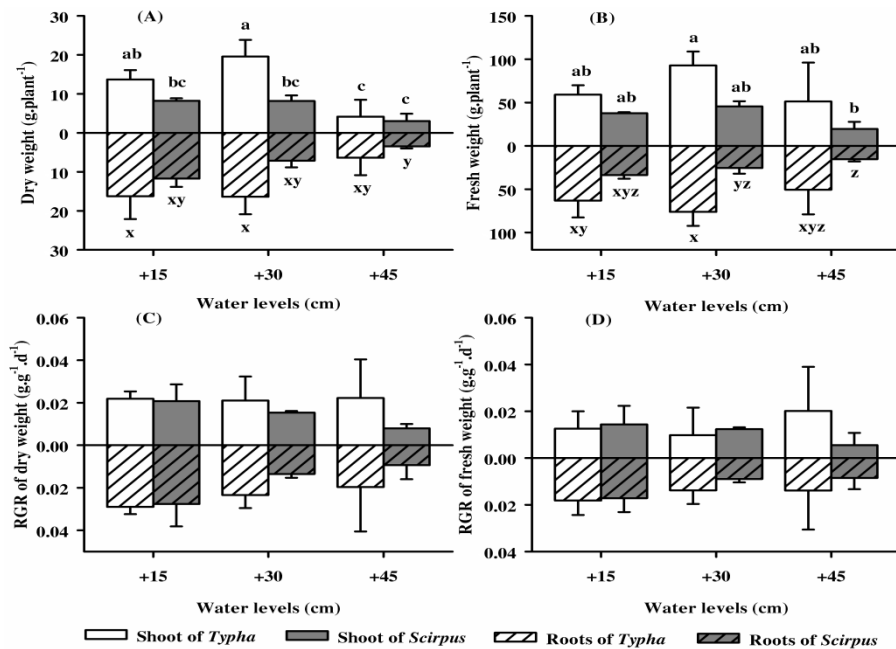 (A)
Dry weight (g.plant⁻¹)
30
20
10
0
10
20
30
ab bc a bc c c
x xy x xy xy y
+15 +30 +45
Water levels (cm)
(B)
Fresh weight (g.plant⁻¹)
150
100
50
0
50
100
ab ab a ab ab b
xy xyz x yz xyz z
+15 +30 +45
Water levels (cm)
(C)
RGR of dry weight (g.g⁻¹.d⁻¹)
0.06
0.04
0.02
0.00
0.02
0.04
+15 +30 +45
Water levels (cm)
(D)
RGR of fresh weight (g.g⁻¹.d⁻¹)
0.06
0.04
0.02
0.00
0.02
0.04
+15 +30 +45
Water levels (cm)
Shoot of Typha Shoot of Scirpus Roots of Typha Roots of Scirpus